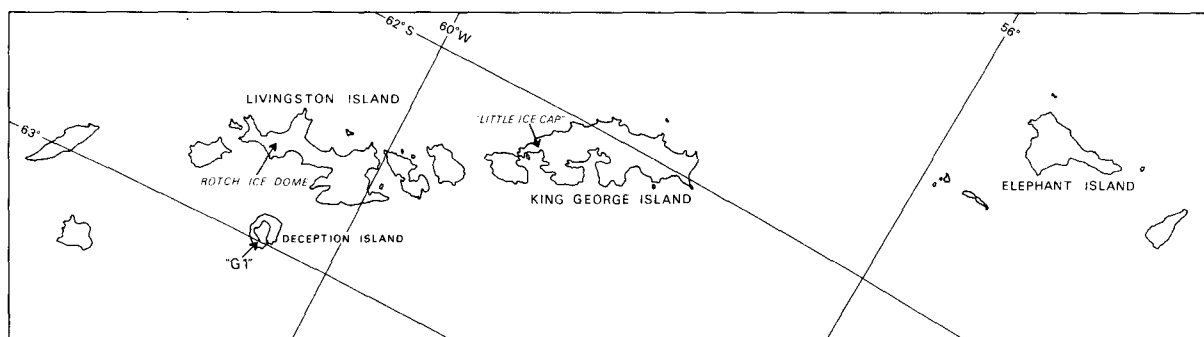 62°S
60°W
56°
LIVINGSTON ISLAND
"LITTLE ICE CAP"
63°
ROTCH ICE DOME
ELEPHANT ISLAND
KING GEORGE ISLAND
DECEPTION ISLAND
"G1"